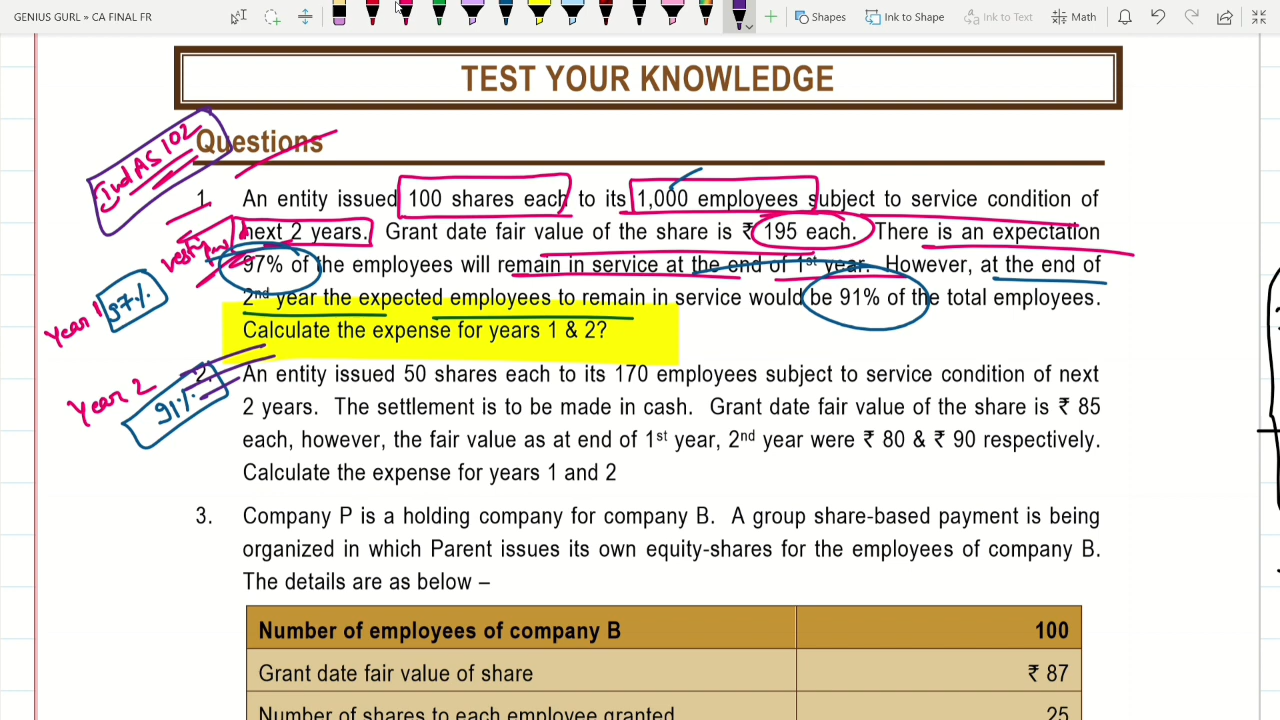 GENIUS GURL » CA FINAL FR
Shapes
Ink to Shape
Ink to Text
Math
TEST YOUR KNOWLEDGE
Ind AS 102
Questions
1. An entity issued 100 shares each to its 1,000 employees subject to service condition of
next 2 years. Grant date fair value of the share is ₹ 195 each. There is an expectation
97% of the employees will remain in service at the end of 1st year. However, at the end of
2nd year the expected employees to remain in service would be 91% of the total employees.
Calculate the expense for years 1 & 2?
Year 1 97%
Year 2
91%
2. An entity issued 50 shares each to its 170 employees subject to service condition of next
2 years. The settlement is to be made in cash. Grant date fair value of the share is ₹ 85
each, however, the fair value as at end of 1st year, 2nd year were ₹ 80 & ₹ 90 respectively.
Calculate the expense for years 1 and 2
3. Company P is a holding company for company B. A group share-based payment is being
organized in which Parent issues its own equity-shares for the employees of company B.
The details are as below –
Number of employees of company B 100
Grant date fair value of share ₹ 87
Number of shares to each employee granted 25